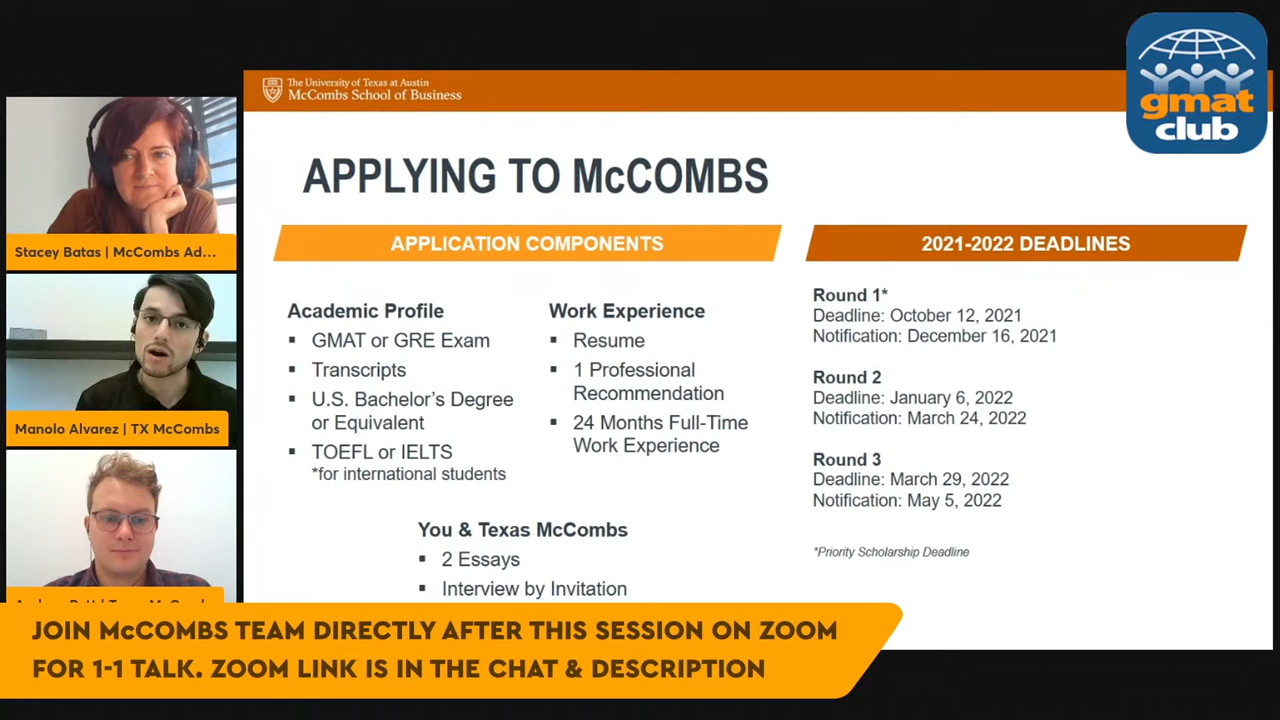 The University of Texas at Austin
McCombs School of Business
gmat
club
APPLYING TO McCOMBS
APPLICATION COMPONENTS
Academic Profile
▪ GMAT or GRE Exam
▪ Transcripts
▪ U.S. Bachelor's Degree
or Equivalent
▪ TOEFL or IELTS
*for international students
Work Experience
▪ Resume
▪ 1 Professional
Recommendation
▪ 24 Months Full-Time
Work Experience
You & Texas McCombs
▪ 2 Essays
▪ Interview by Invitation
2021-2022 DEADLINES
Round 1*
Deadline: October 12, 2021
Notification: December 16, 2021
Round 2
Deadline: January 6, 2022
Notification: March 24, 2022
Round 3
Deadline: March 29, 2022
Notification: May 5, 2022
*Priority Scholarship Deadline
Stacey Batas | McCombs Ad...
Manolo Alvarez | TX McCombs
JOIN McCOMBS TEAM DIRECTLY AFTER THIS SESSION ON ZOOM
FOR 1-1 TALK. ZOOM LINK IS IN THE CHAT & DESCRIPTION